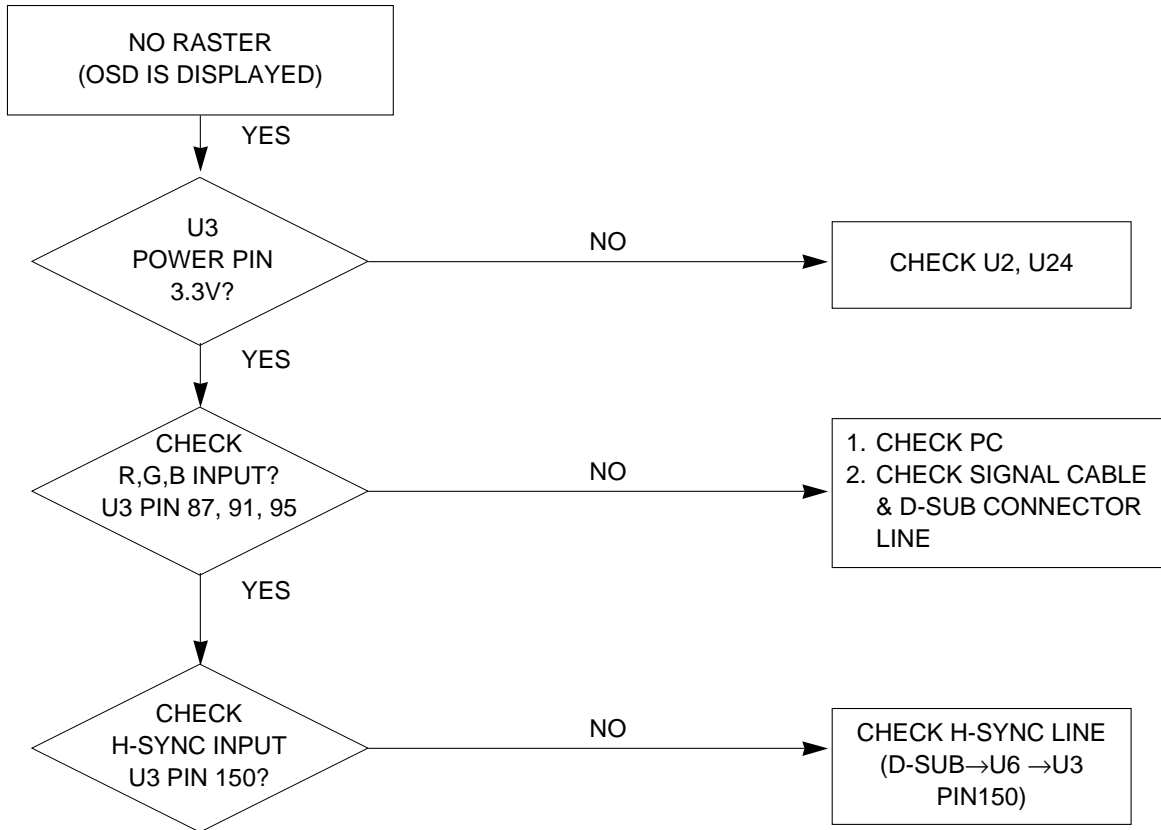 NO RASTER
(OSD IS DISPLAYED)
YES
U3
POWER PIN
3.3V?
NO
CHECK U2, U24
YES
CHECK
R,G,B INPUT?
U3 PIN 87, 91, 95
NO
1. CHECK PC
2. CHECK SIGNAL CABLE
& D-SUB CONNECTOR
LINE
YES
CHECK
H-SYNC INPUT
U3 PIN 150?
NO
CHECK H-SYNC LINE
(D-SUB→U6 →U3
PIN150)